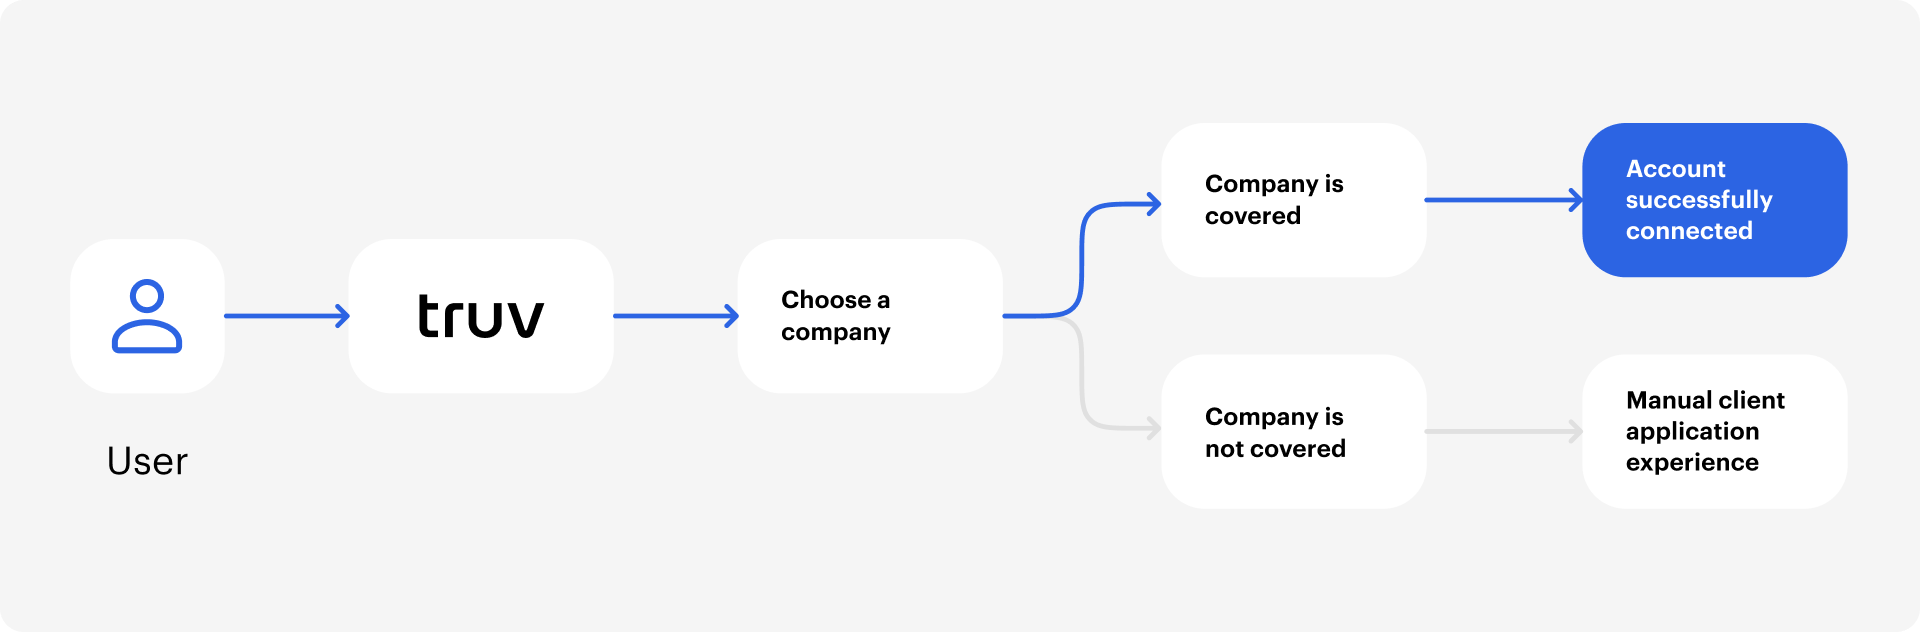 User
truv
Choose a
company
Company is
covered
Account
successfully
connected
Company is
not covered
Manual client
application
experience